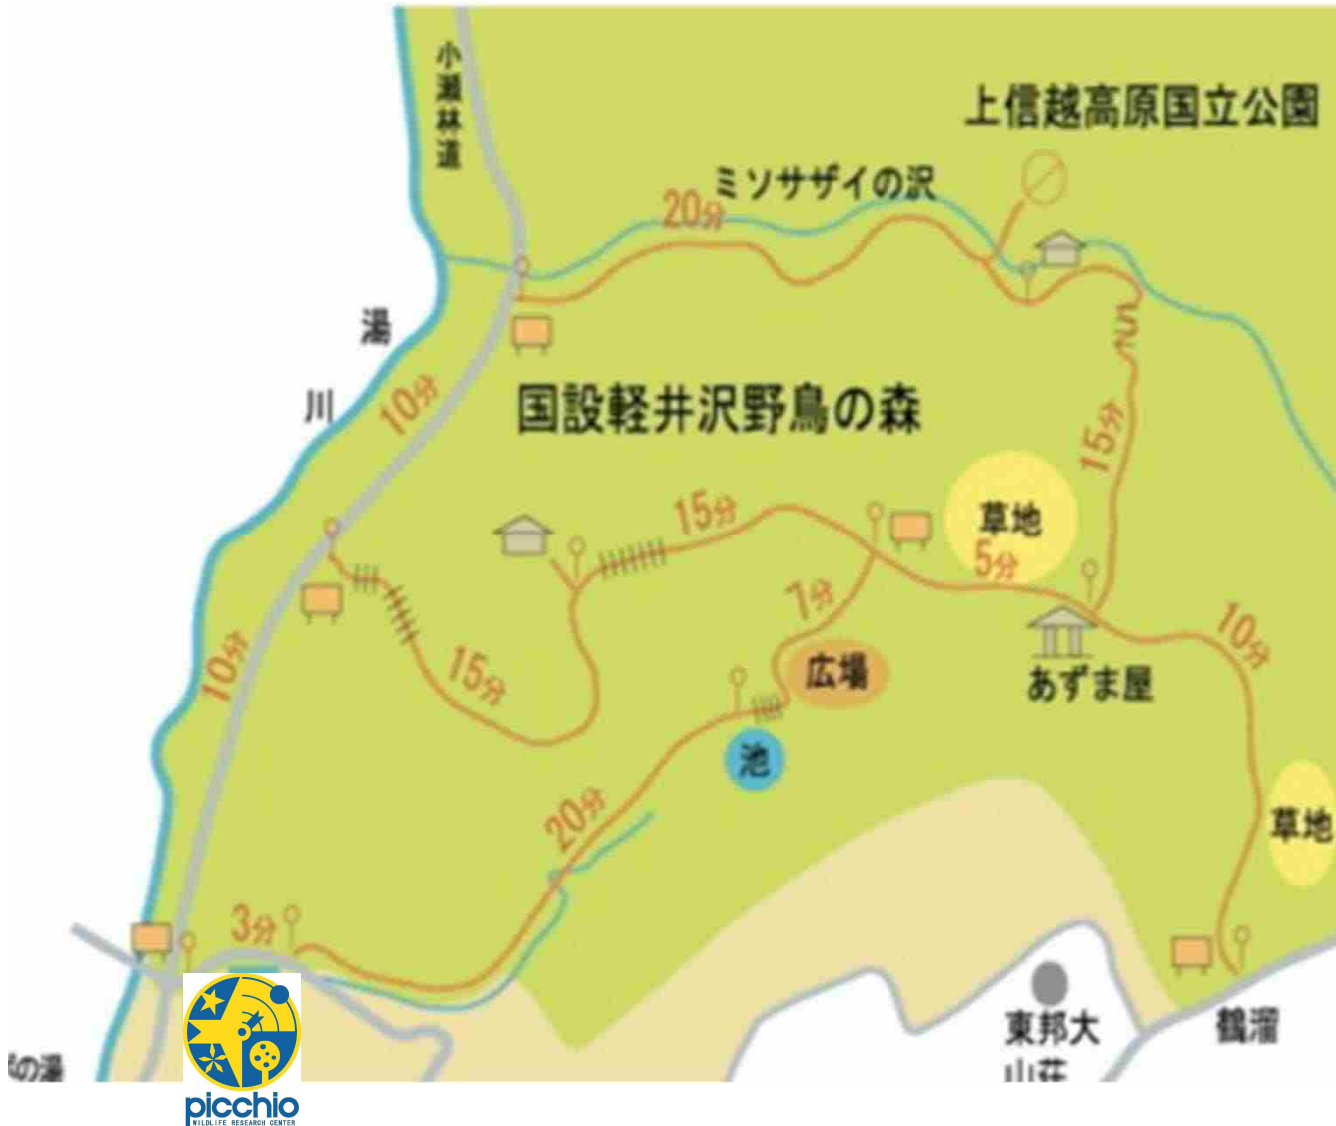 小瀬林道
上信越高原国立公園
ミソサザイの沢
20分
湯川
10分
国設軽井沢野鳥の森
15分
15分
草地
5分
7分
10分
10分
15分
広場
あずま屋
池
草地
20分
3分
東邦大
山荘
鶴溜
の湯
picchio
WILDLIFE RESEARCH CENTER